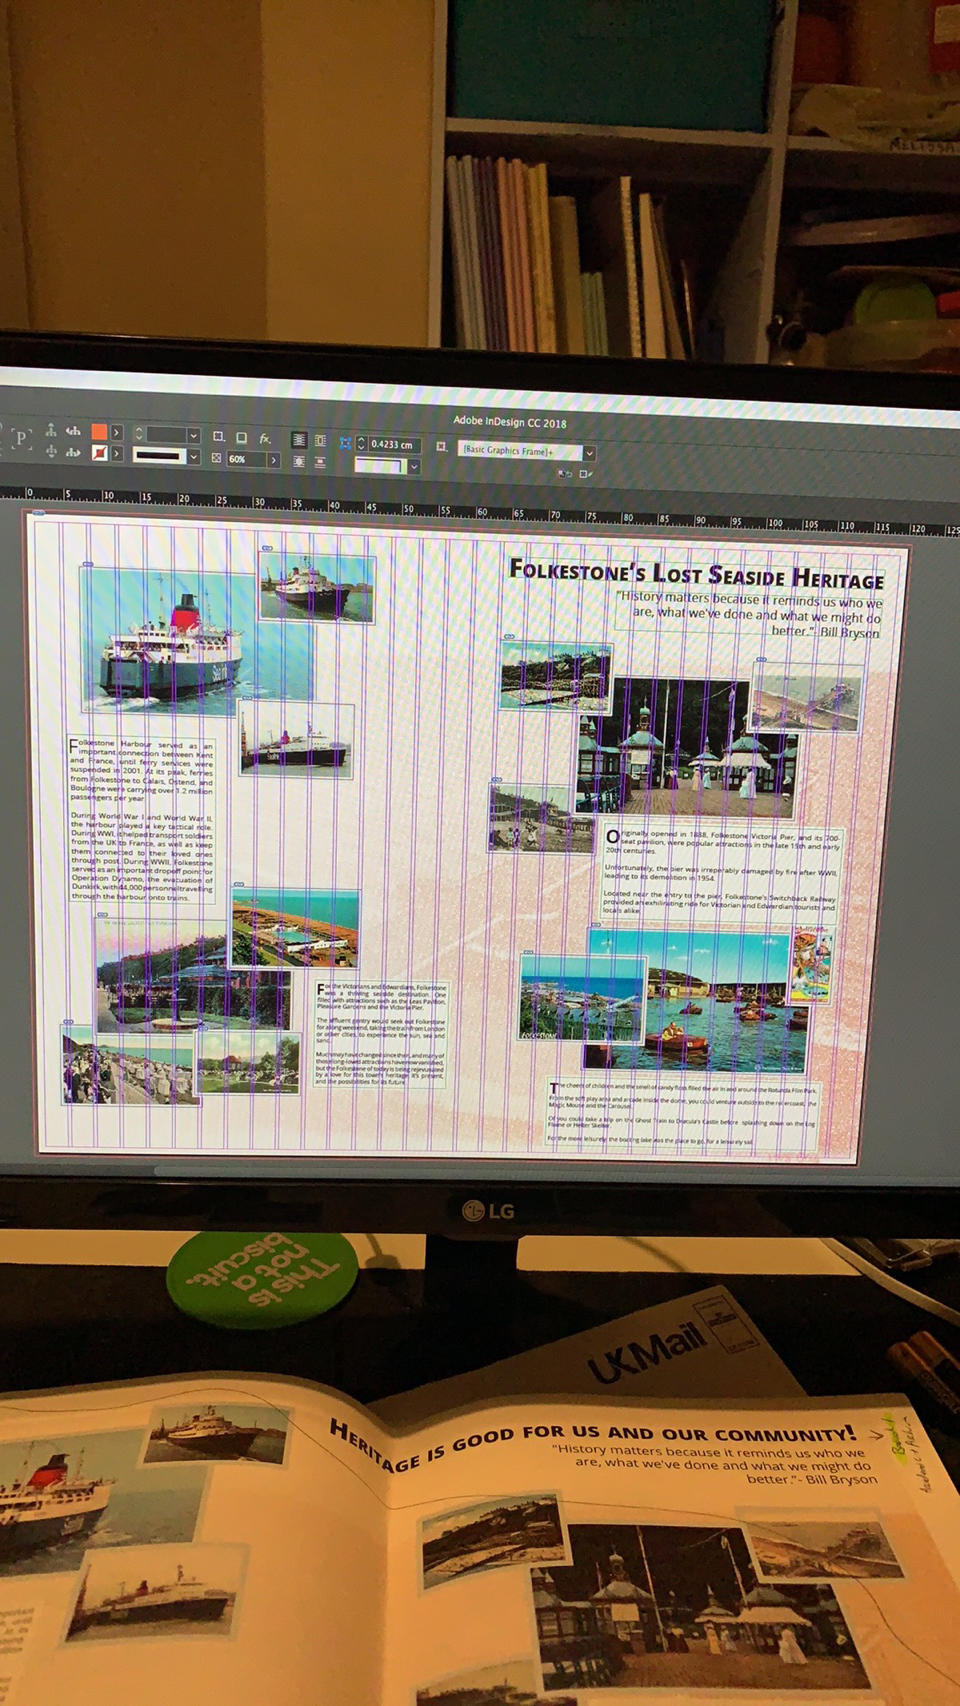 MELISSA
Adobe InDesign CC 2018
P
fx.
60%
0.4233 cm
[Basic Graphics Frame]+
0 5 10 15 20 25 30 35 40 45 50 55 60 65 70 75 80 85 90 95 100 105 110 115 120 125
Folkestone's Lost Seaside Heritage
"History matters because it reminds us who we
are, what we've done and what we might do
better."- Bill Bryson
Folkestone Harbour served as an
important connection between Kent
and France, until ferry services were
suspended in 2001. At its peak, ferries
from Folkestone to Calais, Ostend, and
Boulogne were carrying over 1.2 million
passengers per year
During World War I and World War II,
the harbour played a key tactical role.
During WWI, it helped transport soldiers
from the UK to France, as well as keep
them connected to their loved ones
through post. During WWII, Folkestone
served as an important dropoff point for
Operation Dynamo, the evacuation of
Dunkirk, with 44,000 personnel travelling
through the harbour onto trains.
For the Victorians and Edwardians, Folkestone
was a thriving seaside destination. One
filled with attractions such as the Leas Pavilion,
Pleasure Gardens and the Victoria Pier.
The affluent gentry would seek out Folkestone
for a long weekend, taking the train from London
or other cities, to experience the sun, sea and
sand.
Much may have changed since then, and many of
those long-loved attractions have now vanished,
but the Folkestone of today is being rejuvenated
by a love for this town's heritage, it's present,
and the possibilities for its future
Originally opened in 1888, Folkestone Victoria Pier, and its 700-
seat pavilion, were popular attractions in the late 19th and early
20th centuries.
Unfortunately, the pier was irreparably damaged by fire after WWII,
leading to its demolition in 1954.
Located near the entry to the pier, Folkestone's Switchback Railway
provided an exhilirating ride for Victorian and Edwardian tourists and
locals alike.
Folkestone
The cheers of children and the smell of candy floss filled the air in and around the Rotunda Film Park.
From the soft play area and arcade inside the dome, you could venture outside to the rollercoast, the
Magic Mouse and the Carousel.
Or you could take a trip on the Ghost Train to Dracula's Castle before splashing down on the Log
Flume or Helter Skelter.
For the more leisurely, the boating lake was the place to go, for a leisurely sail
LG
This is
not a
biscuit.
UKMail
Heritage is good for us and our community!
"History matters because it reminds us who we
are, what we've done and what we might do
better."- Bill Bryson